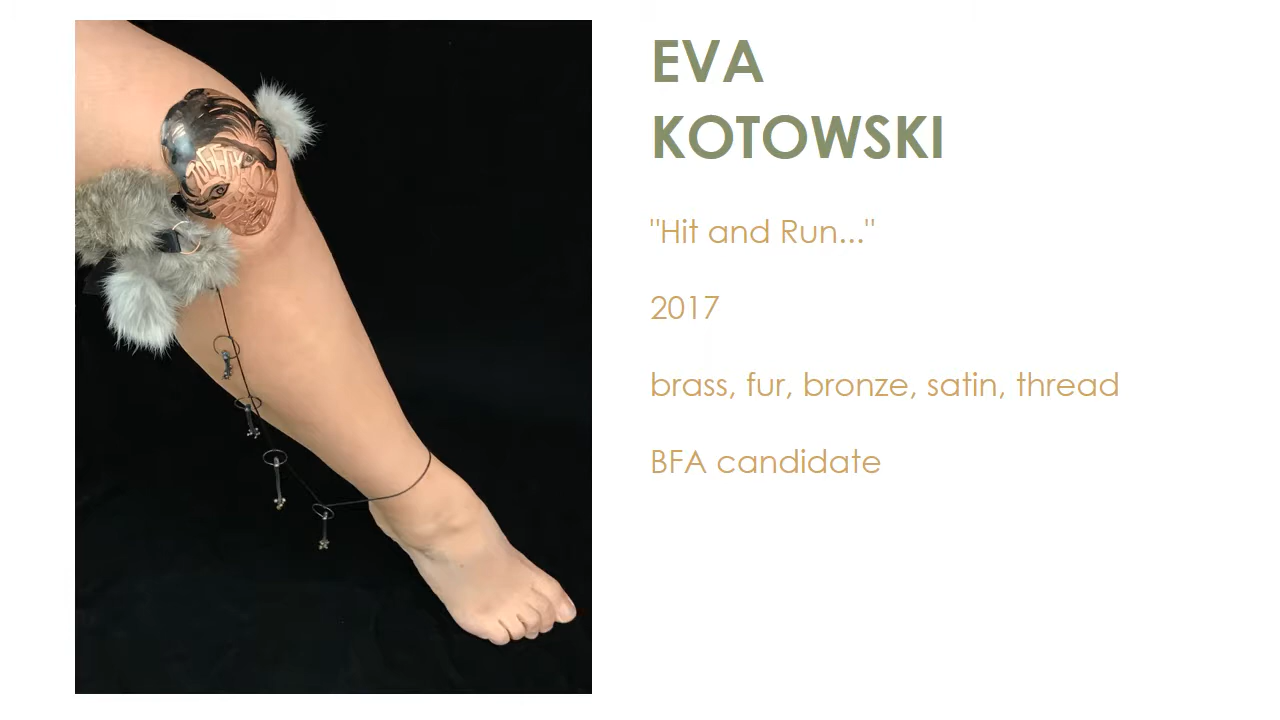 EVA
KOTOWSKI
"Hit and Run..."
2017
brass, fur, bronze, satin, thread
BFA candidate